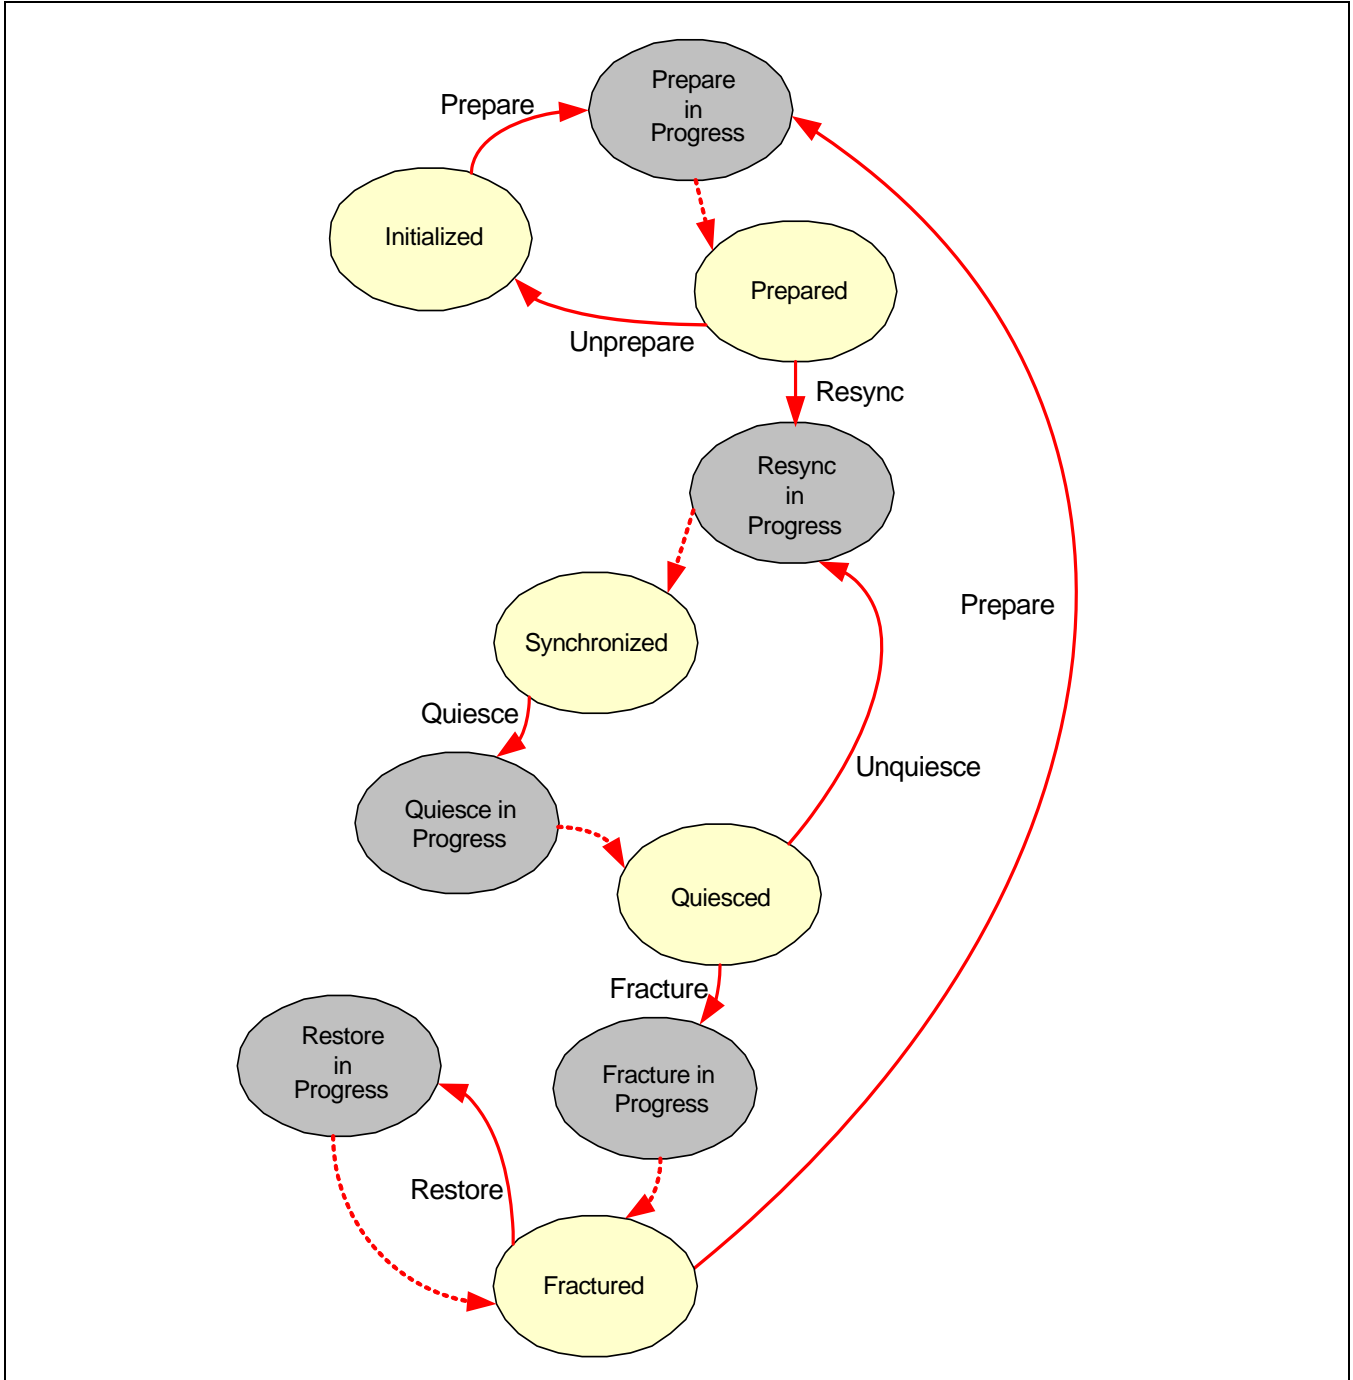 Prepare
in
Progress
Prepare
Initialized
Prepared
Unprepare
Resync
Resync
in
Progress
Prepare
Synchronized
Quiesce
Unquiesce
Quiesce in
Progress
Quiesced
Fracture
Restore
in
Progress
Fracture in
Progress
Restore
Fractured